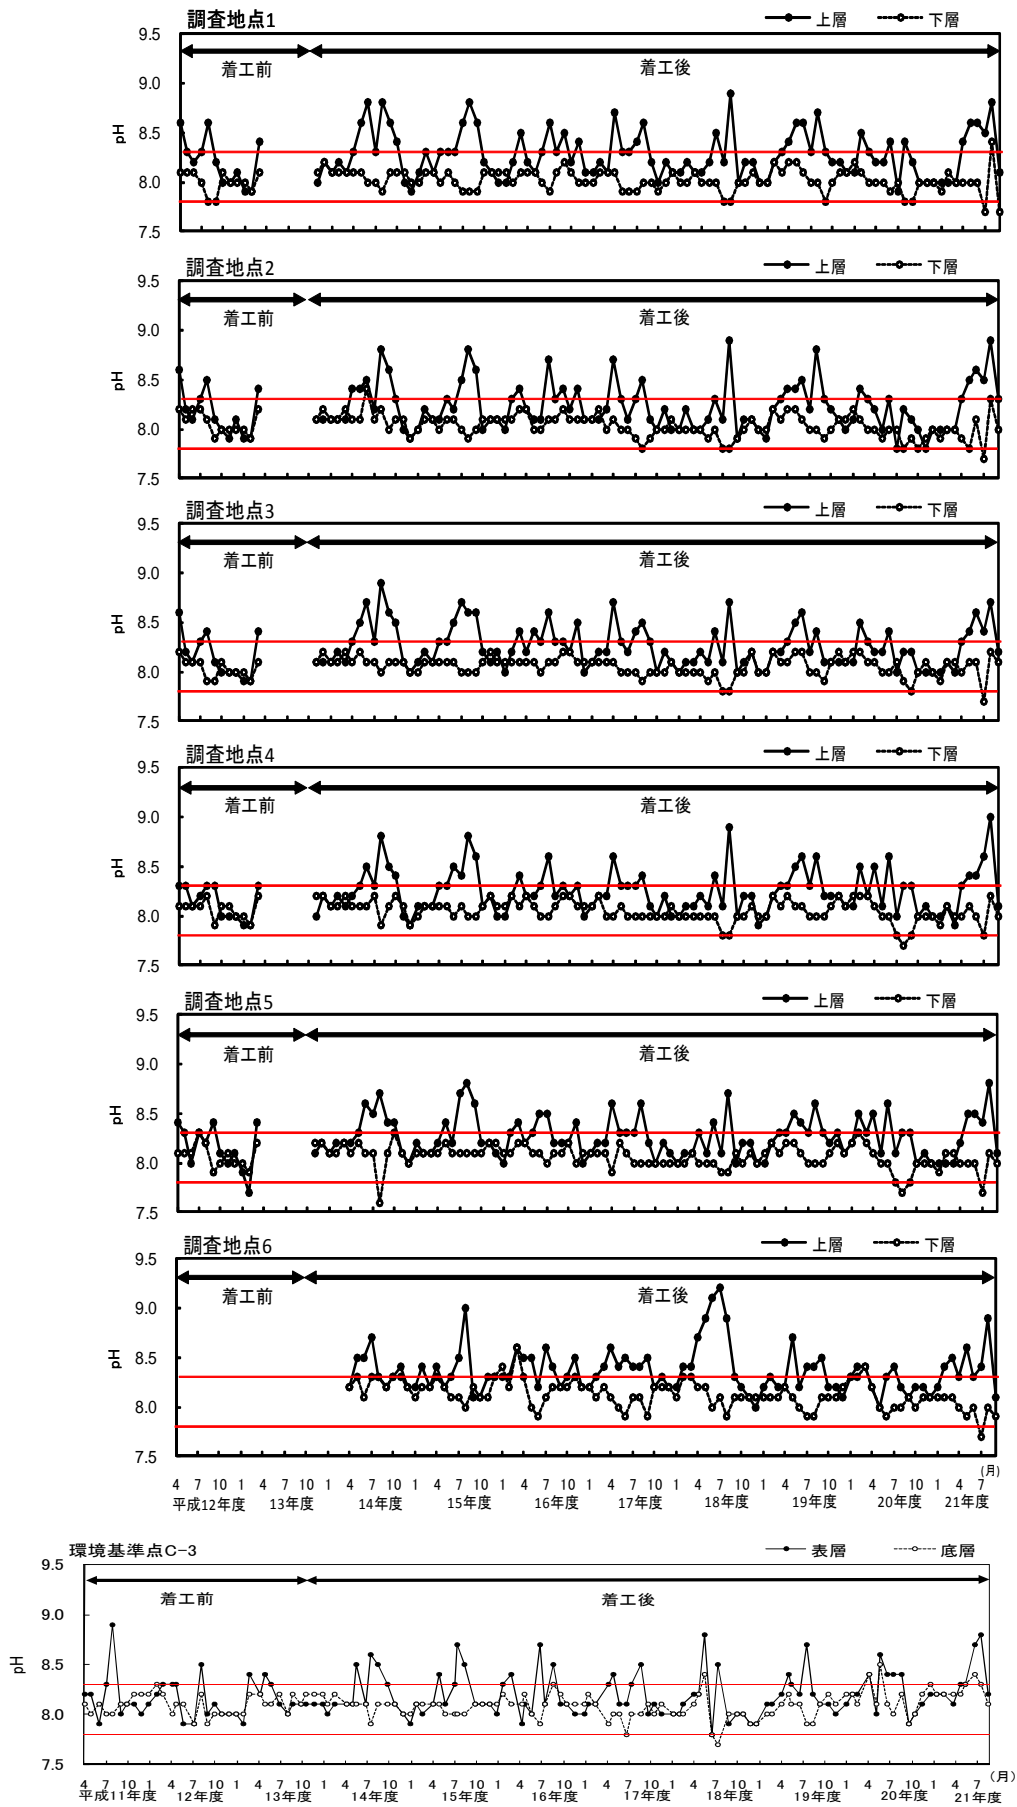 調査地点1 上層 下層
9.5
着工前 着工後
9.0
8.5
pH
8.0
7.5
調査地点2 上層 下層
9.5
着工前 着工後
9.0
8.5
pH
8.0
7.5
調査地点3 上層 下層
9.5
着工前 着工後
9.0
8.5
pH
8.0
7.5
調査地点4 上層 下層
9.5
着工前 着工後
9.0
8.5
pH
8.0
7.5
調査地点5 上層 下層
9.5
着工前 着工後
9.0
8.5
pH
8.0
7.5
調査地点6 上層 下層
9.5
着工前 着工後
9.0
8.5
pH
8.0
7.5
(月)
4 7 10 1 4 7 10 1 4 7 10 1 4 7 10 1 4 7 10 1 4 7 10 1 4 7 10 1 4 7 10 1 4 7 10 1 4 7
平成12年度 13年度 14年度 15年度 16年度 17年度 18年度 19年度 20年度 21年度
環境基準点C-3 表層 底層
9.5
着工前 着工後
9.0
8.5
pH
8.0
7.5
4 7 10 1 4 7 10 1 4 7 10 1 4 7 10 1 4 7 10 1 4 7 10 1 4 7 10 1 4 7 10 1 4 7 10 1 4 7 10 1 4 7 (月)
平成11年度 12年度 13年度 14年度 15年度 16年度 17年度 18年度 19年度 20年度 21年度